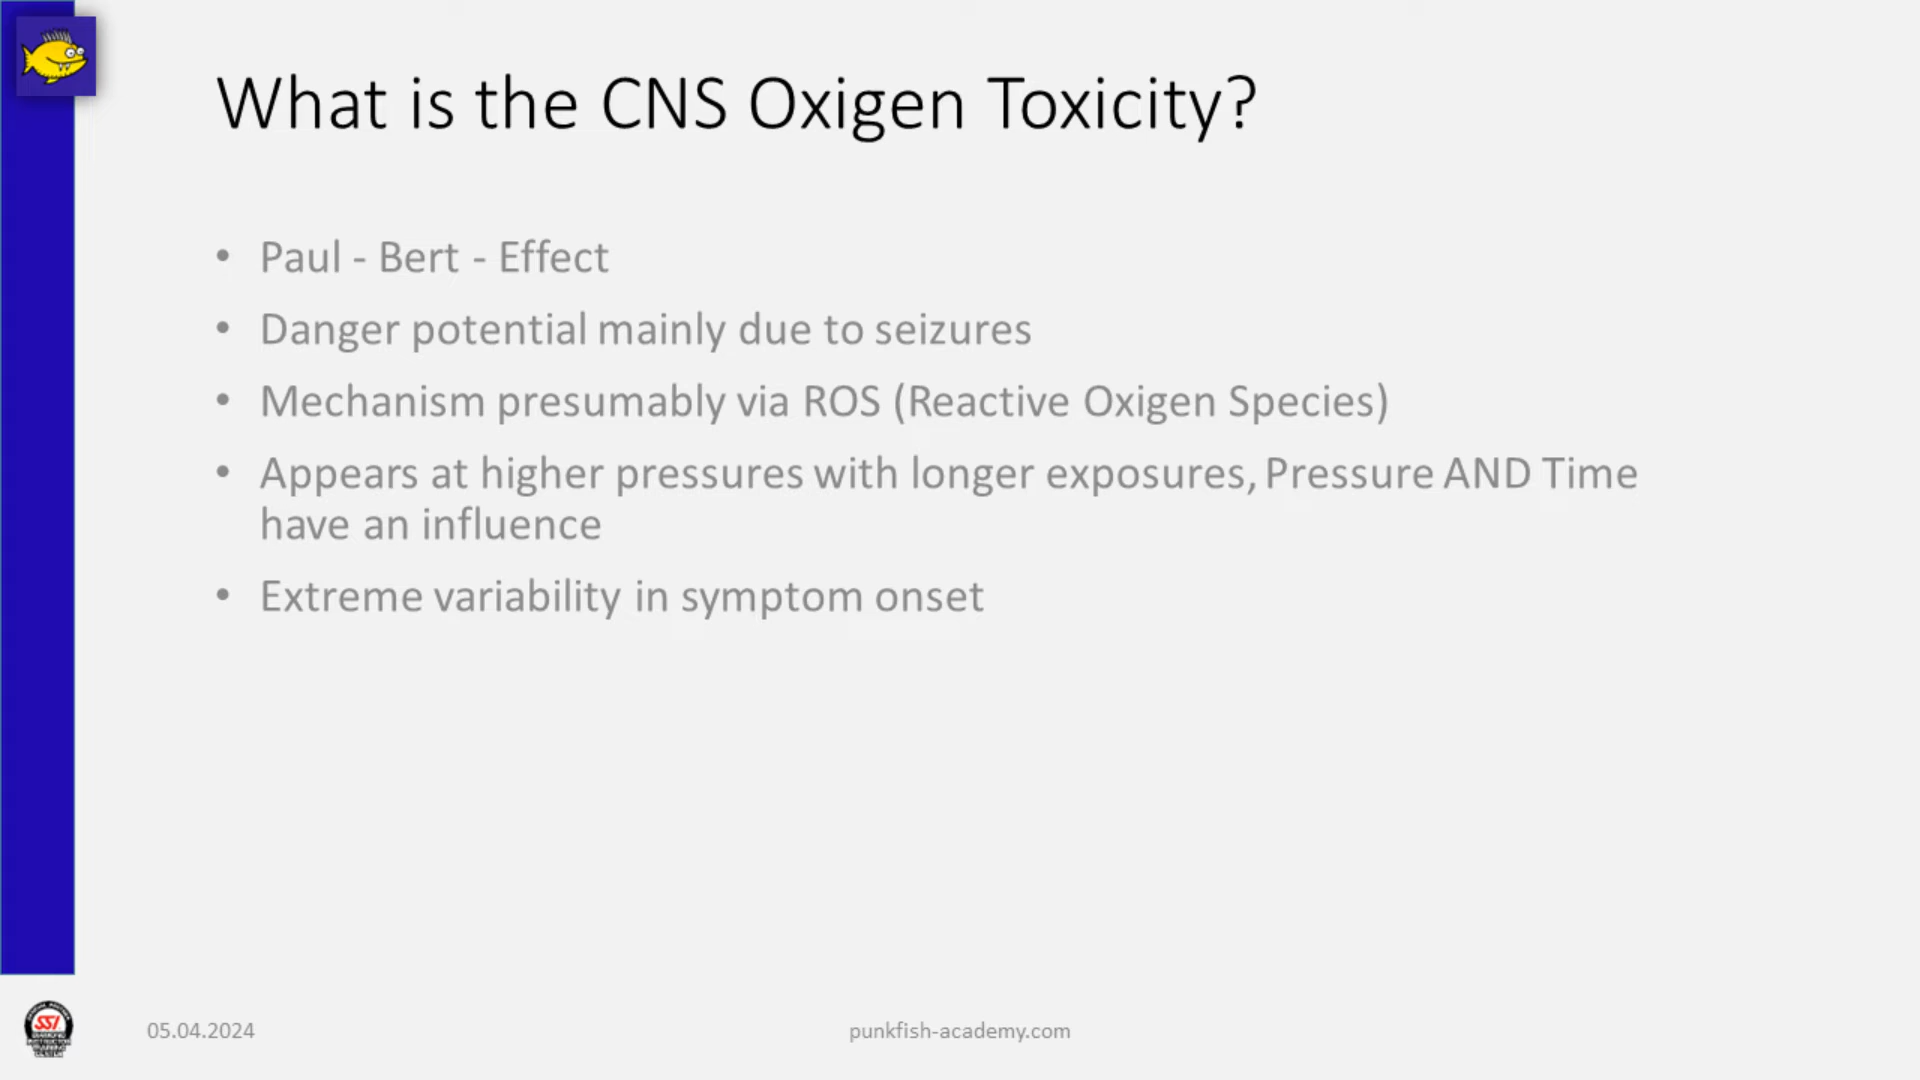 What is the CNS Oxigen Toxicity?
• Paul - Bert - Effect
• Danger potential mainly due to seizures
• Mechanism presumably via ROS (Reactive Oxigen Species)
• Appears at higher pressures with longer exposures, Pressure AND Time
have an influence
• Extreme variability in symptom onset
SSI
05.04.2024
punkfish-academy.com